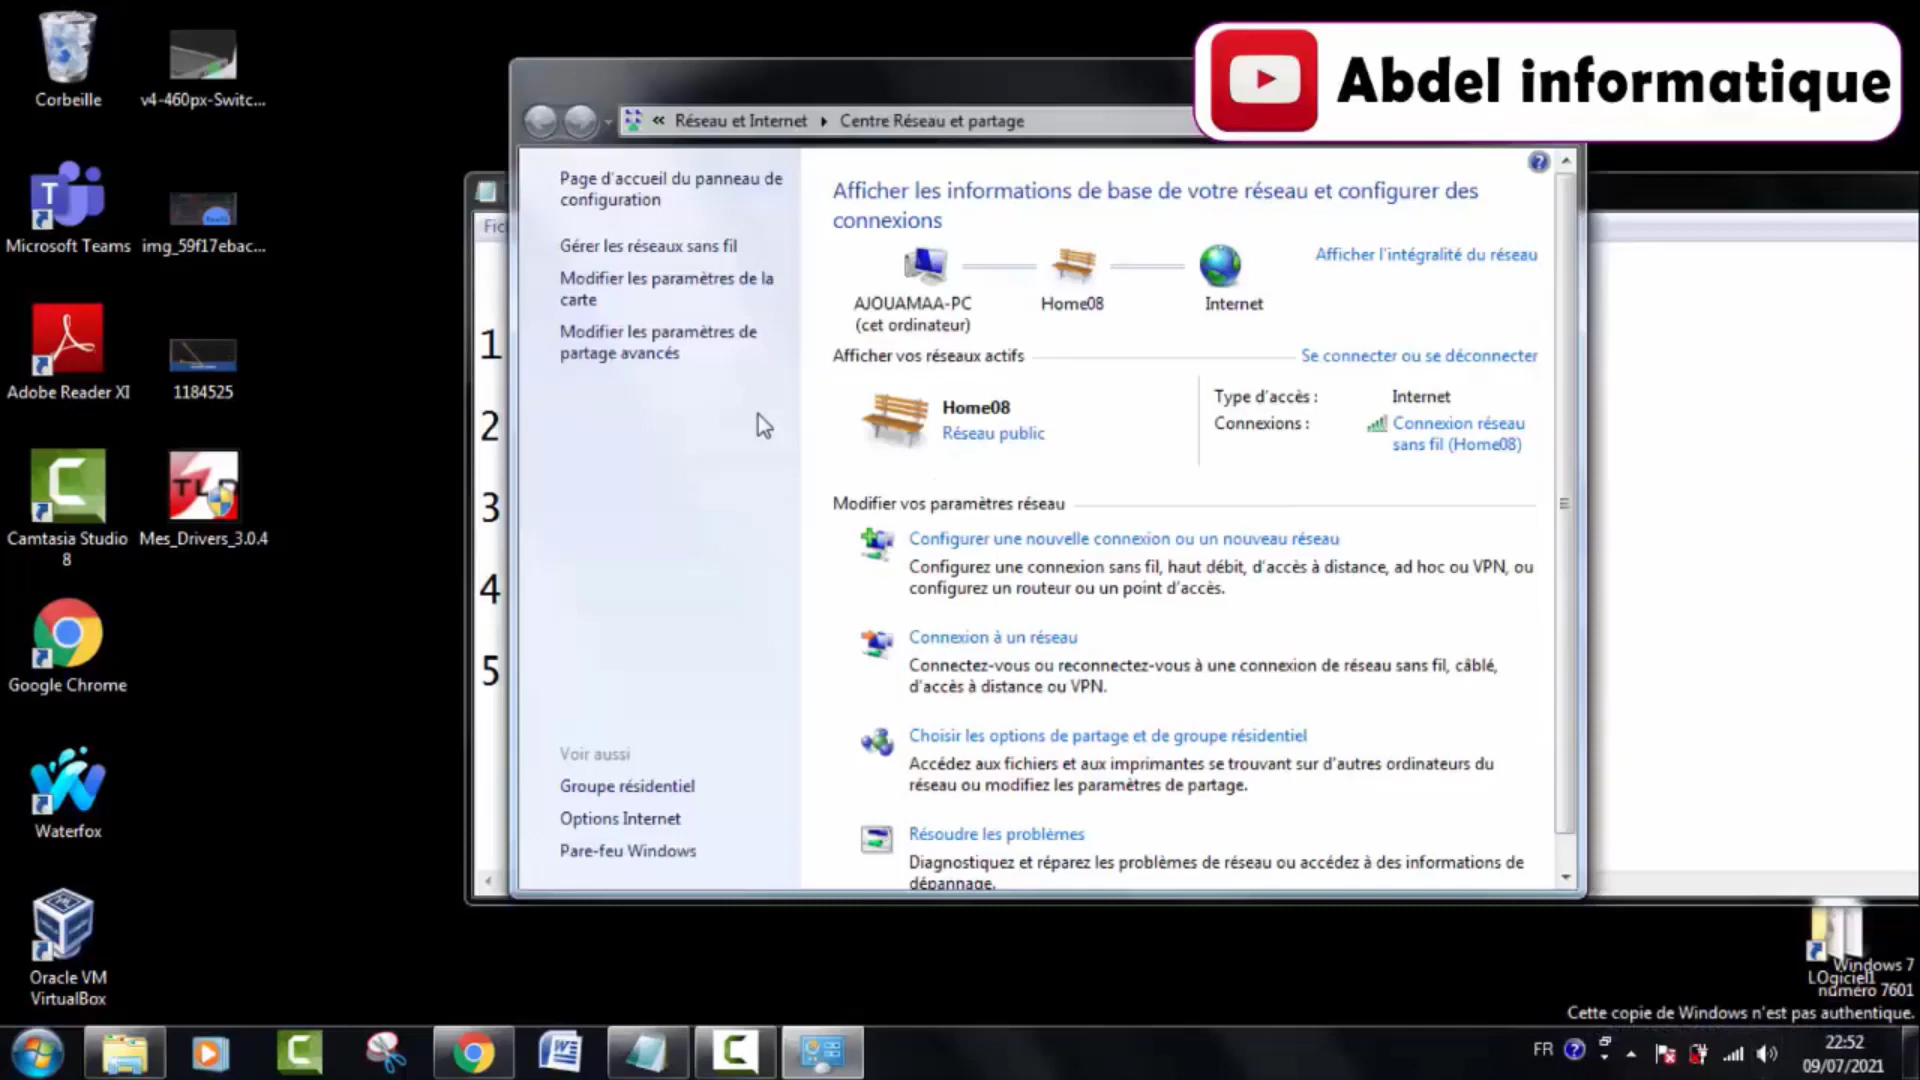 Corbeille
v4-460px-Switc...
Microsoft Teams
img_59f17ebac...
Adobe Reader XI
1184525
Camtasia Studio
8
Mes_Drivers_3.0.4
Google Chrome
Waterfox
Oracle VM
VirtualBox
Abdel informatique
« Réseau et Internet ▸ Centre Réseau et partage
Fic
1
2
3
4
5
Page d'accueil du panneau de
configuration
Gérer les réseaux sans fil
Modifier les paramètres de la
carte
Modifier les paramètres de
partage avancés
Voir aussi
Groupe résidentiel
Options Internet
Pare-feu Windows
Afficher les informations de base de votre réseau et configurer des
connexions
Afficher l'intégralité du réseau
AJOUAMAA-PC
(cet ordinateur)
Home08
Internet
Afficher vos réseaux actifs
Se connecter ou se déconnecter
Home08
Réseau public
Type d'accès : Internet
Connexions : Connexion réseau
sans fil (Home08)
Modifier vos paramètres réseau
Configurer une nouvelle connexion ou un nouveau réseau
Configurez une connexion sans fil, haut débit, d'accès à distance, ad hoc ou VPN, ou
configurez un routeur ou un point d'accès.
Connexion à un réseau
Connectez-vous ou reconnectez-vous à une connexion de réseau sans fil, câblé,
d'accès à distance ou VPN.
Choisir les options de partage et de groupe résidentiel
Accédez aux fichiers et aux imprimantes se trouvant sur d'autres ordinateurs du
réseau ou modifiez les paramètres de partage.
Résoudre les problèmes
Diagnostiquez et réparez les problèmes de réseau ou accédez à des informations de
dépannage.
LOgiciel1
Windows 7
numéro 7601
Cette copie de Windows n'est pas authentique.
FR
22:52
09/07/2021